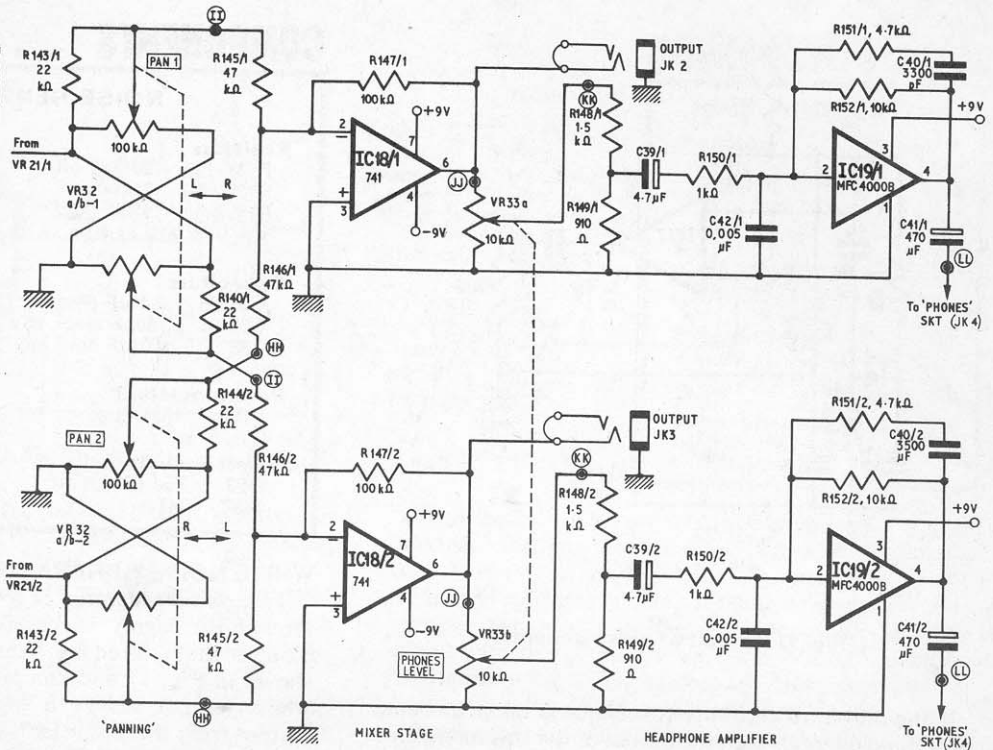 II
R143/1
22
kΩ
PAN 1
R145/1
47
kΩ
100kΩ
From
VR 21/1
VR32
a/b-1
L
R
R147/1
100kΩ
+9V
2
–
7
IC18/1
741
6
+
3
4
-9V
JJ
VR33a
10kΩ
OUTPUT
JK 2
KK
R148/1
1·5
kΩ
C39/1
4·7µF
R150/1
1kΩ
R149/1
910
Ω
C42/1
0,005
µF
R151/1, 4·7kΩ
C40/1
3300
pF
R152/1, 10kΩ
+9V
3
2
IC19/1
MFC4000B
4
1
C41/1
470
µF
LL
To 'PHONES'
SKT (JK4)
R146/1
47kΩ
R140/1
22
kΩ
HH
II
R144/2
22
kΩ
PAN 2
100kΩ
R146/2
47kΩ
VR 32
a/b-2
R
L
From
VR21/2
R143/2
22
kΩ
R145/2
47
kΩ
HH
'PANNING'
R147/2
100kΩ
+9V
2
–
7
IC18/2
741
6
+
3
4
-9V
JJ
VR33b
10kΩ
PHONES
LEVEL
MIXER STAGE
OUTPUT
JK3
KK
R148/2
1·5
kΩ
C39/2
4·7µF
R150/2
1kΩ
R149/2
910
Ω
C42/2
0·005
µF
R151/2, 4·7kΩ
C40/2
3500
µF
R152/2, 10kΩ
+9V
3
2
IC19/2
MFC4000B
4
1
C41/2
470
µF
LL
To 'PHONES'
SKT (JK4)
HEADPHONE AMPLIFIER